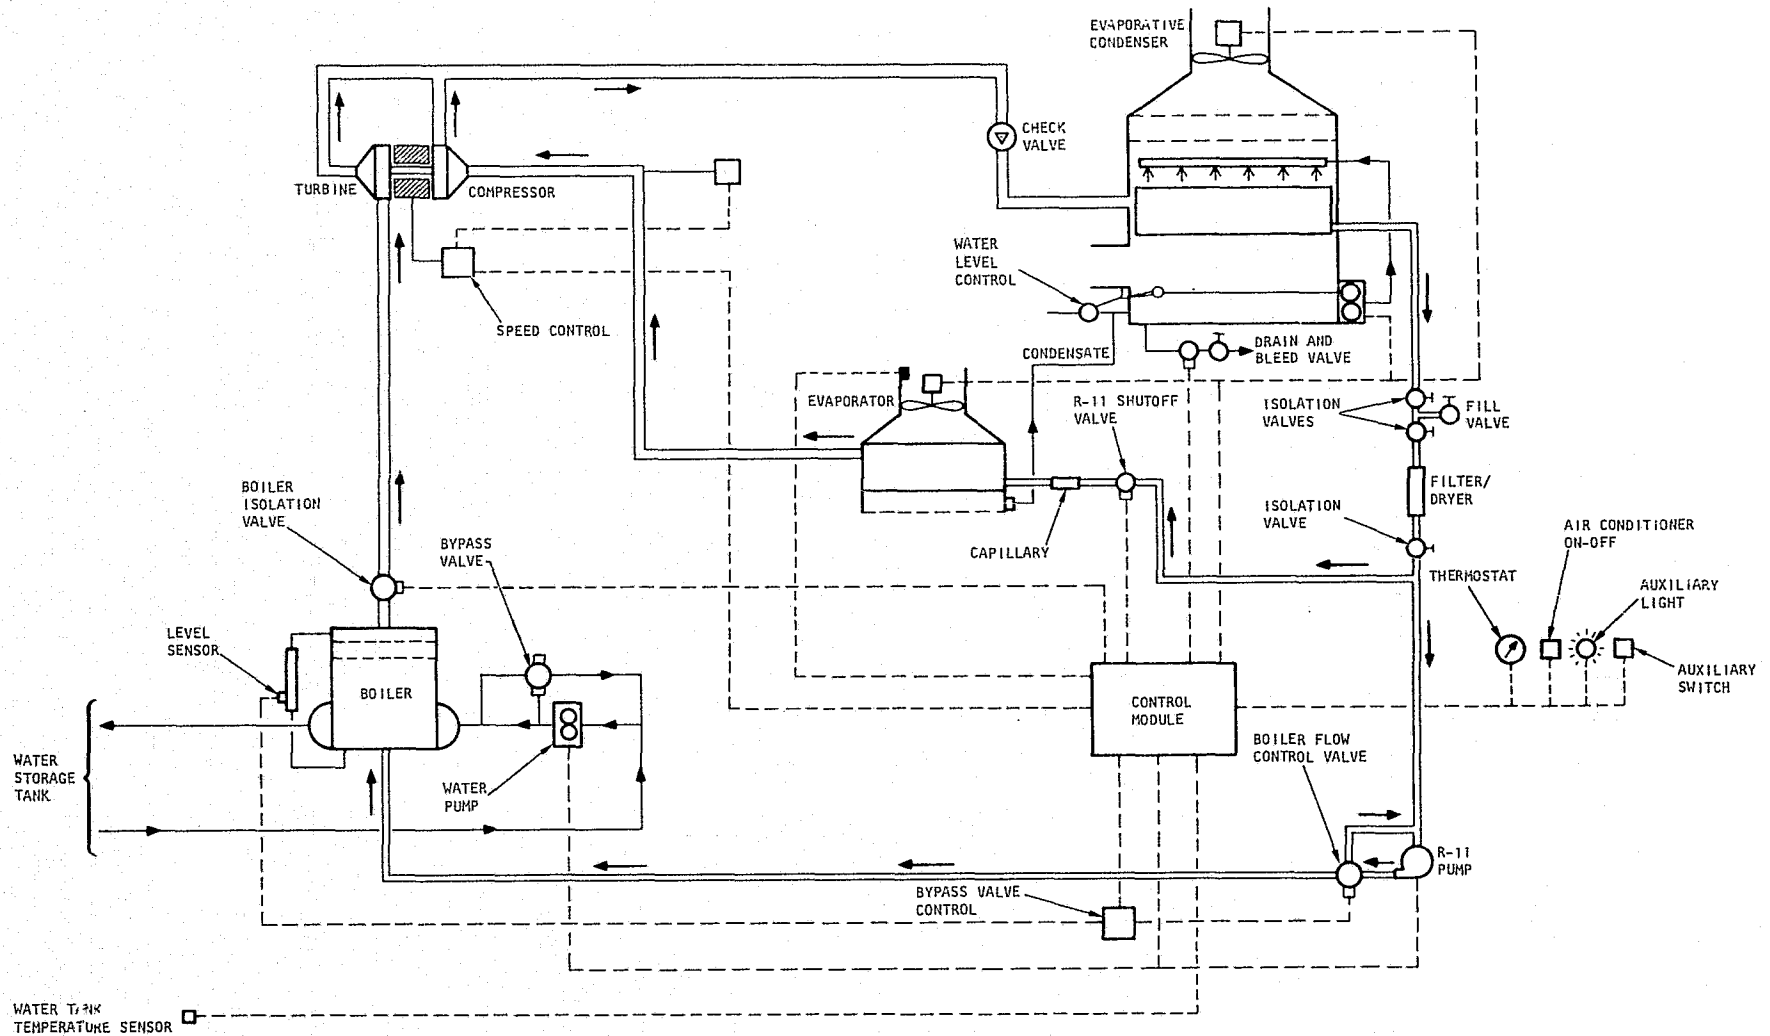 EVAPORATIVE
CONDENSER
CHECK
VALVE
TURBINE
COMPRESSOR
WATER
LEVEL
CONTROL
SPEED CONTROL
CONDENSATE
DRAIN AND
BLEED VALVE
EVAPORATOR
R-11 SHUTOFF
VALVE
ISOLATION
VALVES
FILL
VALVE
BOILER
ISOLATION
VALVE
FILTER/
DRYER
ISOLATION
VALVE
AIR CONDITIONER
ON-OFF
BYPASS
VALVE
CAPILLARY
THERMOSTAT
AUXILIARY
LIGHT
LEVEL
SENSOR
BOILER
AUXILIARY
SWITCH
CONTROL
MODULE
BOILER FLOW
CONTROL VALVE
WATER
STORAGE
TANK
WATER
PUMP
R-11
PUMP
BYPASS VALVE
CONTROL
WATER TANK
TEMPERATURE SENSOR